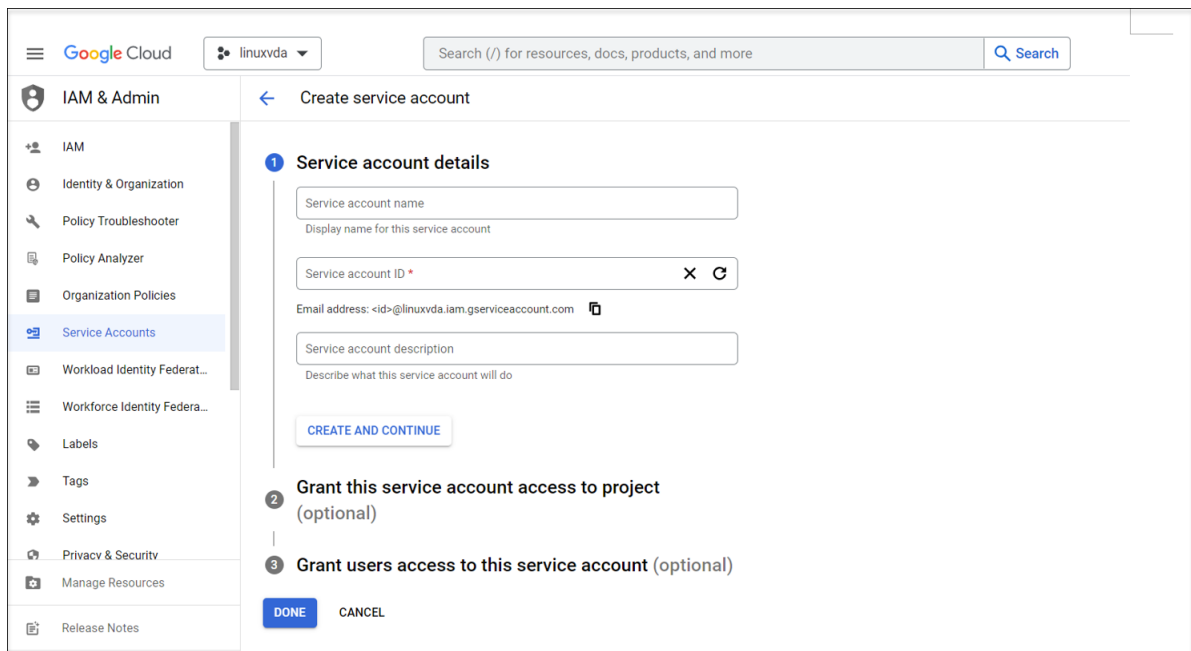 Google Cloud
linuxvda
Search (/) for resources, docs, products, and more
Search
IAM & Admin
Create service account
IAM
Identity & Organization
Policy Troubleshooter
Policy Analyzer
Organization Policies
Service Accounts
Workload Identity Federat...
Workforce Identity Federa...
Labels
Tags
Settings
Privacy & Security
Manage Resources
Release Notes
1 Service account details
Service account name
Display name for this service account
Service account ID *
Email address: <id>@linuxvda.iam.gserviceaccount.com
Service account description
Describe what this service account will do
CREATE AND CONTINUE
2 Grant this service account access to project
(optional)
3 Grant users access to this service account (optional)
DONE CANCEL